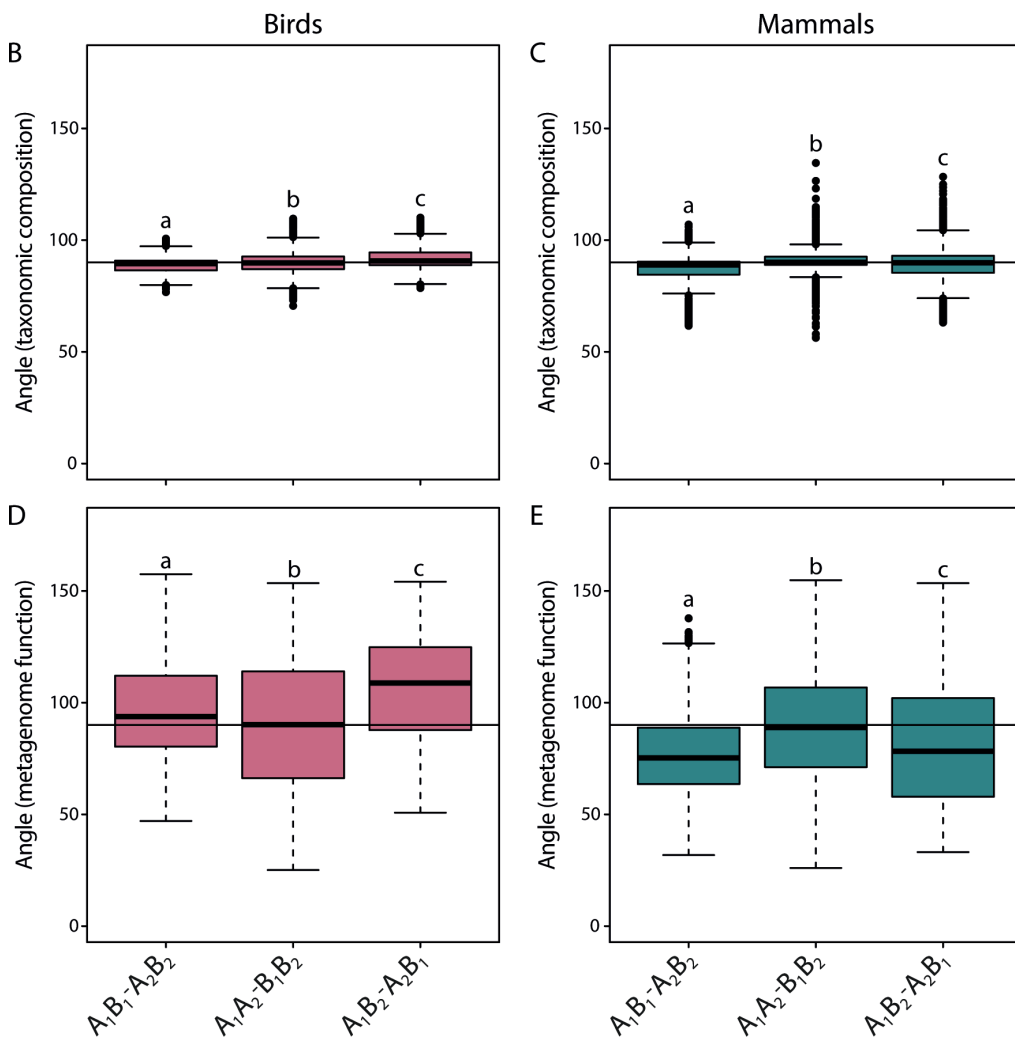 Birds
Mammals
B
C
Angle (taxonomic composition)
150
100
50
0
a
b
c
Angle (taxonomic composition)
150
100
50
0
a
b
c
D
E
Angle (metagenome function)
150
100
50
0
a
b
c
Angle (metagenome function)
150
100
50
0
a
b
c
A₁B₁-A₂B₂
A₁A₂-B₁B₂
A₁B₂-A₂B₁
A₁B₁-A₂B₂
A₁A₂-B₁B₂
A₁B₂-A₂B₁